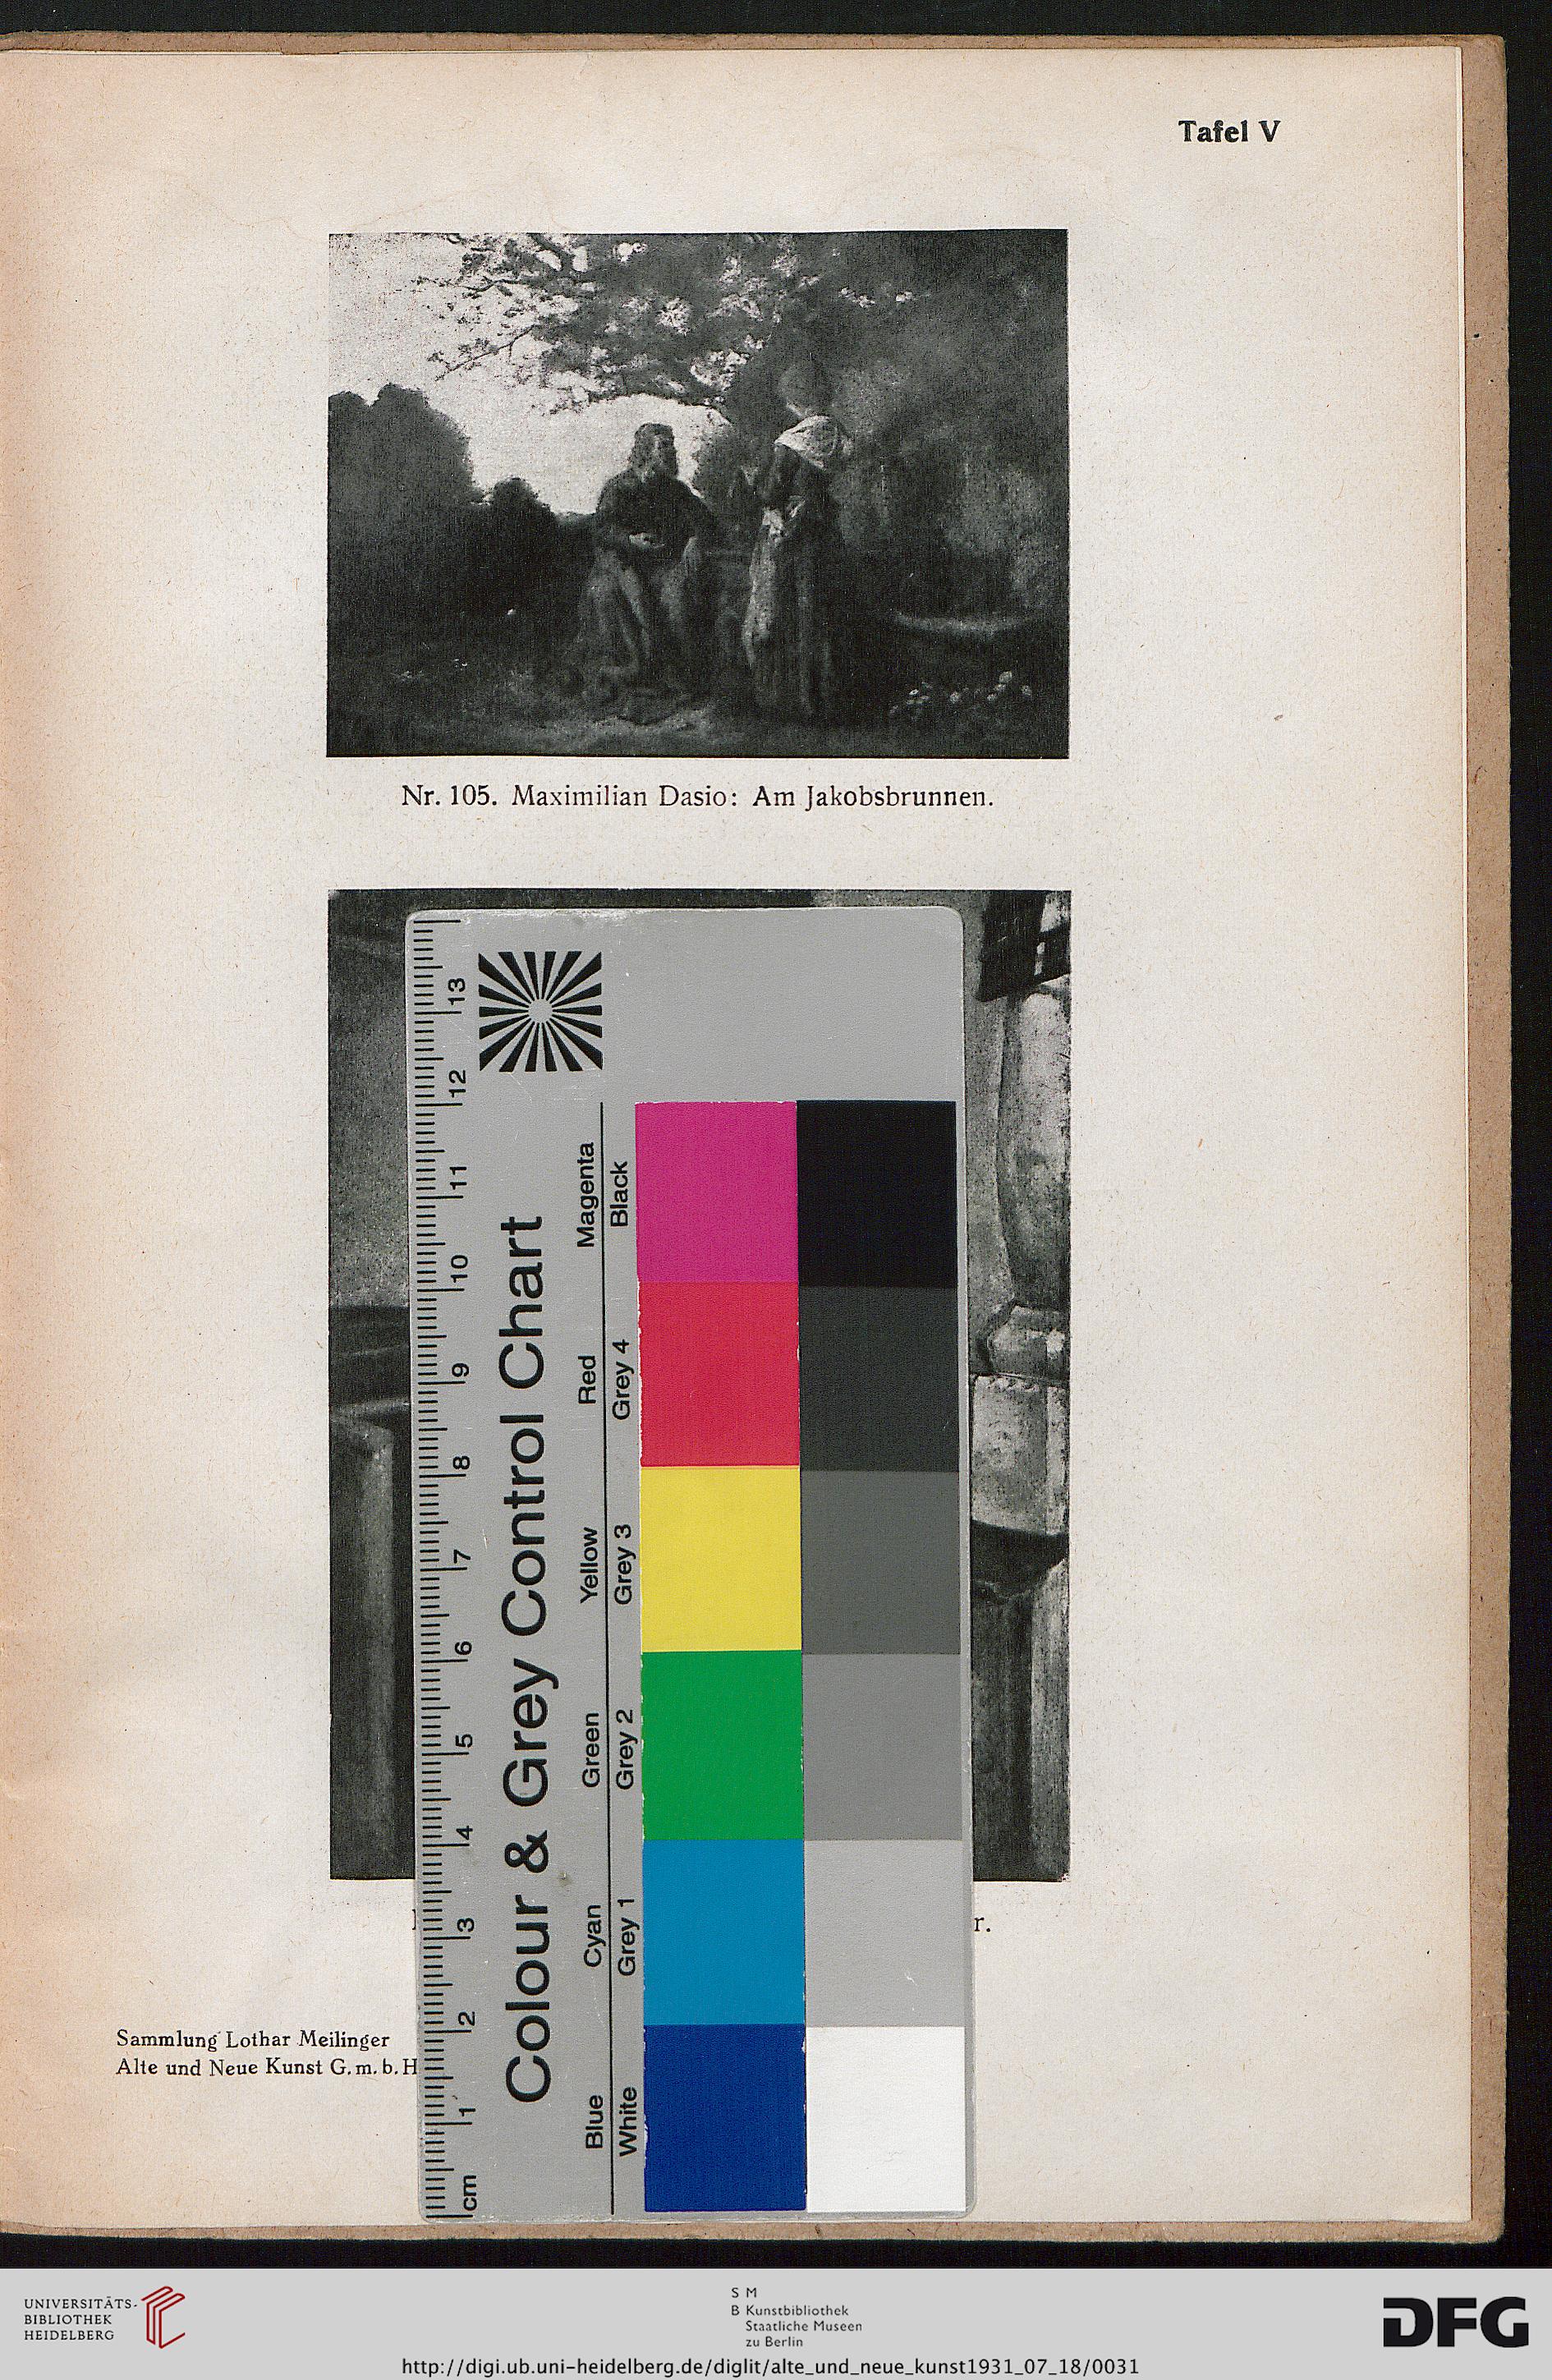 Tafel V
Nr. 105. Maximilian Dasio: Am Jakobsbrunnen.
r.
Sammlung Lothar Meilinger
Alte und Neue Kunst G. m. b. H
Colour & Grey Control Chart
Magenta
Black
Red
Grey 4
Yellow
Grey 3
Green
Grey 2
Cyan
Grey 1
Blue
White
13
12
11
10
9
8
7
6
5
4
3
2
1
cm
UNIVERSITÄTS-
BIBLIOTHEK
HEIDELBERG
S M
B Kunstbibliothek
Staatliche Museen
zu Berlin
DFG
http://digi.ub.uni-heidelberg.de/diglit/alte_und_neue_kunst1931_07_18/0031